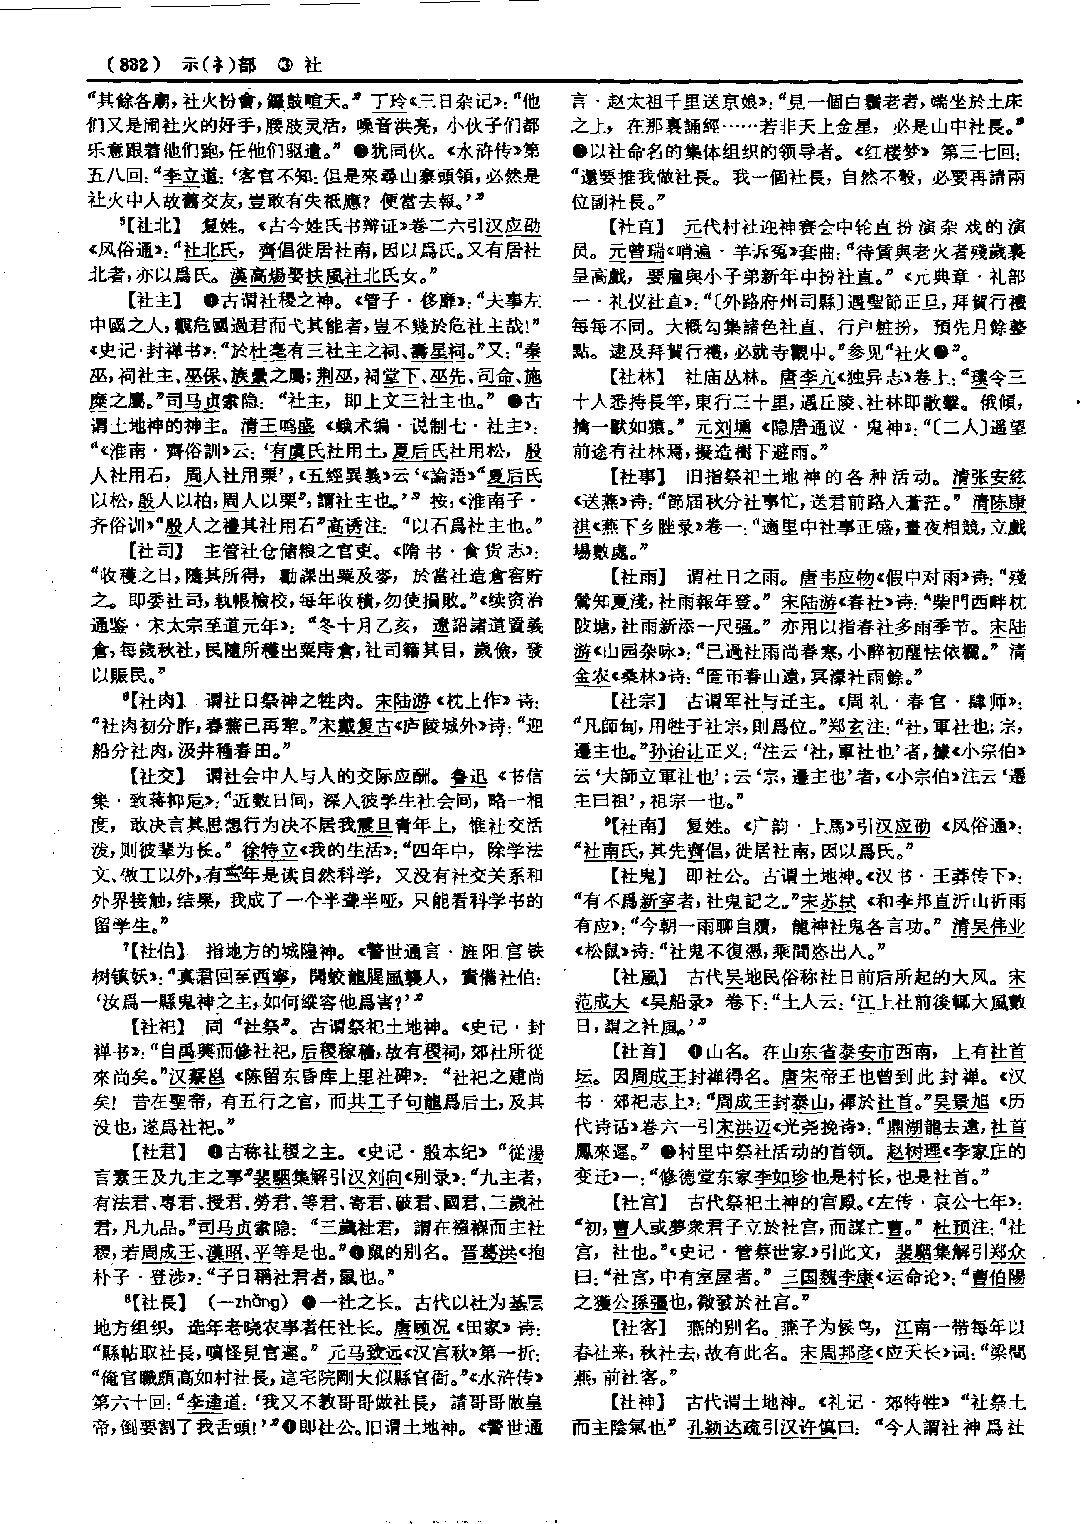 (832) 示(礻)部 ③ 社
“其餘各廟，社火扮會，鑼鼓喧天。”丁玲《三日杂记》：“他
们又是闹社火的好手，腰肢灵活，嗓音洪亮，小伙子们都
乐意跟着他们跑，任他们驱遣。”❷犹同伙。《水浒传》第
五八回：“李立道：‘客官不知：但是來尋山寨頭領，必然是
社火中人故舊交友，豈敢有失祗應？便當去報。’”
⁵【社北】 复姓。《古今姓氏书辩证》卷二六引汉应劭
《风俗通》：“社北氏，齊倡徙居社南，因以爲氏。又有居社
北者，亦以爲氏。漢高煬娶扶風社北氏女。”
【社主】 ❶古谓社稷之神。《管子·侈靡》：“夫事左
中國之人，觀危國過君而弋其能者，豈不幾於危社主哉！”
《史记·封禅书》：“於杜亳有三社主之祠、壽星祠。”又：“秦
巫，祠社主、巫保、族纍之屬；荆巫，祠堂下、巫先、司命、施
糜之屬。”司马贞索隐：“社主，即上文三社主也。”❷古
谓土地神的神主。清王鸣盛《蛾术编·说制七·社主》：
“《淮南·齊俗訓》云：‘有虞氏社用土，夏后氏社用松，殷
人社用石，周人社用栗’，《五經異義》云‘《論語》“夏后氏
以松，殷人以柏，周人以栗”，謂社主也。’”按，《淮南子·
齐俗训》“殷人之禮其社用石”高诱注：“以石爲社主也。”
【社司】 主管社仓储粮之官吏。《隋书·食货志》：
“收穫之日，隨其所得，勸課出粟及麥，於當社造倉窖貯
之。即委社司，執帳檢校，每年收積，勿使損敗。”《续资治
通鉴·宋太宗至道元年》：“冬十月乙亥，遼詔諸道置義
倉，每歲秋社，民隨所穫出粟庤倉，社司籍其目，歲儉，發
以賑民。”
⁶【社肉】 谓社日祭神之牲肉。宋陆游《枕上作》诗：
“社肉初分胙，春蕪已再犂。”宋戴复古《庐陵城外》诗：“迎
船分社肉，汲井種春田。”
【社交】 谓社会中人与人的交际应酬。鲁迅《书信
集·致蒋抑卮》：“近數日间，深入彼学生社会间，略一相
度，敢决言其思想行为决不居我震旦青年上，惟社交活
泼，则彼辈为长。”徐特立《我的生活》：“四年中，除学法
文、做工以外，有三年是读自然科学，又没有社交关系和
外界接触，结果，我成了一个半聋半哑，只能看科学书的
留学生。”
⁷【社伯】 指地方的城隍神。《警世通言·旌阳宫铁
树镇妖》：“真君回至西寧，聞蛟龍腥風襲人，責備社伯：
‘汝爲一縣鬼神之主，如何縱容他爲害？’”
【社祀】 同“社祭”。古谓祭祀土地神。《史记·封
禅书》：“自禹興而修社祀，后稷稼穡，故有稷祠，郊社所從
來尚矣。”汉蔡邕《陈留东昏库上里社碑》：“社祀之建尚
矣！昔在聖帝，有五行之官，而共工子句龍爲后土，及其
没也，遂爲社祀。”
【社君】 ❶古称社稷之主。《史记·殷本纪》“從湯
言素王及九主之事”裴駰集解引汉刘向《别录》：“九主者，
有法君、專君、授君、勞君、等君、寄君、破君、國君、三歲社
君，凡九品。”司马贞索隐：“三歲社君，謂在襁褓而主社
稷，若周成王、漢昭、平等是也。”❷鼠的别名。晋葛洪《抱
朴子·登涉》：“子日稱社君者，鼠也。”
⁸【社長】 （一zhǎng） ❶一社之长。古代以社为基层
地方组织，选年老晓农事者任社长。唐顾况《田家》诗：
“縣帖取社長，嗔怪見官遲。”元马致远《汉宫秋》第一折：
“俺官職頗高如村社長，這宅院剛大似縣官衙。”《水浒传》
第六十回：“李逵道：‘我又不教哥哥做社長，請哥哥做皇
帝，倒要割了我舌頭！’”❷即社公。旧谓土地神。《警世通
言·赵太祖千里送京娘》：“見一個白鬚老者，端坐於土床
之上，在那裏誦經……若非天上金星，必是山中社長。”
❸以社命名的集体组织的领导者。《红楼梦》第三七回：
“還要推我做社長。我一個社長，自然不彀，必要再請兩
位副社長。”
【社直】 元代村社迎神赛会中轮直扮演杂戏的演
员。元曾瑞《哨遍·羊诉冤》套曲：“待賃與老火者殘歲裏
呈高戲，要雇與小子弟新年中扮社直。”《元典章·礼部
一·礼仪社直》：“〔外路府州司縣〕遇聖節正旦，拜賀行禮
每每不同。大概勾集諸色社直、行户粧扮，預先月餘整
點。逮及拜賀行禮，必就寺觀中。”参见“社火❶”。
【社林】 社庙丛林。唐李亢《独异志》卷上：“璞令三
十人悉持長竿，東行三十里，遇丘陵、社林即散擊。俄頃，
擒一獸如猿。”元刘壎《隐居通议·鬼神》：“〔二人〕遥望
前途有社林焉，擬造樹下避雨。”
【社事】 旧指祭祀土地神的各种活动。清张安絃
《送燕》诗：“節屆秋分社事忙，送君前路入蒼茫。”清陈康
祺《燕下乡脞录》卷一：“適里中社事正盛，晝夜相競，立戲
場數處。”
【社雨】 谓社日之雨。唐韦应物《假中对雨》诗：“殘
鶯知夏淺，社雨報年登。”宋陆游《春社》诗：“柴門西畔枕
陂塘，社雨新添一尺强。”亦用以指春社多雨季节。宋陆
游《山园杂咏》：“已過社雨尚春寒，小醉初醒怯依欄。”清
金农《桑林》诗：“匼帀春山遠，冥濛社雨餘。”
【社宗】 古谓军社与迁主。《周礼·春官·肆师》：
“凡師甸，用牲于社宗，則爲位。”郑玄注：“社，軍社也；宗，
遷主也。”孙诒让正义：“注云‘社，軍社也’者，據《小宗伯》
云‘大師立軍社也’；云‘宗，遷主也’者，《小宗伯》注云‘遷
主曰祖’，祖宗一也。”
⁹【社南】 复姓。《广韵·上馬》引汉应劭《风俗通》：
“社南氏，其先齊倡，徙居社南，因以爲氏。”
【社鬼】 即社公。古谓土地神。《汉书·王莽传下》：
“有不爲新室者，社鬼記之。”宋苏轼《和李邦直沂山祈雨
有应》：“今朝一雨聊自贖，龍神社鬼各言功。”清吴伟业
《松鼠》诗：“社鬼不復憑，乘間恣出人。”
【社風】 古代吴地民俗称社日前后所起的大风。宋
范成大《吴船录》卷下：“土人云：‘江上社前後輒大風數
日，謂之社風。’”
【社首】 ❶山名。在山东省泰安市西南，上有社首
坛。因周成王封禅得名。唐宋帝王也曾到此封禅。《汉
书·郊祀志上》：“周成王封泰山，禪於社首。”吴景旭《历
代诗话》卷六一引宋洪迈《光尧挽诗》：“鼎湖龍去遠，社首
鳳來遲。”❷村里中祭社活动的首领。赵树理《李家庄的
变迁》一：“修德堂东家李如珍也是村长，也是社首。”
【社宫】 古代祭祀土神的宫殿。《左传·哀公七年》：
“初，曹人或夢衆君子立於社宫，而謀亡曹。”杜预注：“社
宫，社也。”《史记·管蔡世家》引此文，裴駰集解引郑众
曰：“社宫，中有室屋者。”三国魏李康《运命论》：“曹伯陽
之獲公孫彊也，徵發於社宫。”
【社客】 燕的别名。燕子为候鸟，江南一带每年以
春社来，秋社去，故有此名。宋周邦彦《应天长》词：“梁間
燕，前社客。”
【社神】 古代谓土地神。《礼记·郊特牲》“社祭土
而主陰氣也”孔颖达疏引汉许慎曰：“今人謂社神爲社